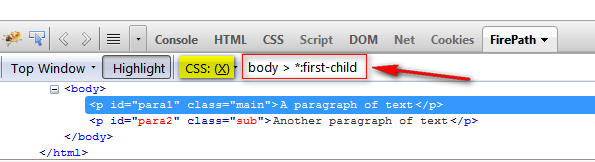 Console HTML CSS Script DOM Net Cookies FirePath
Top Window Highlight CSS: (X) body > *:first-child
<body>
<p id="para1" class="main">A paragraph of text</p>
<p id="para2" class="sub">Another paragraph of text</p>
</body>
</html>